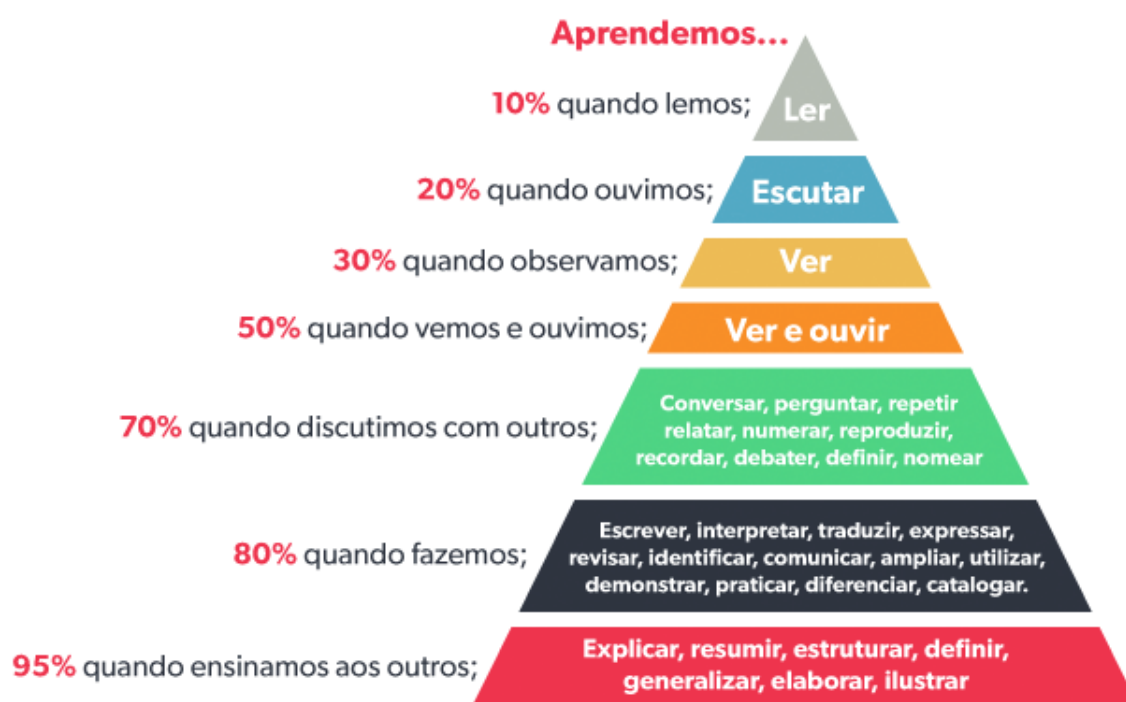 Aprendemos...
10% quando lemos;
Ler
20% quando ouvimos;
Escutar
30% quando observamos;
Ver
50% quando vemos e ouvimos;
Ver e ouvir
70% quando discutimos com outros;
Conversar, perguntar, repetir
relatar, numerar, reproduzir,
recordar, debater, definir, nomear
80% quando fazemos;
Escrever, interpretar, traduzir, expressar,
revisar, identificar, comunicar, ampliar, utilizar,
demonstrar, praticar, diferenciar, catalogar.
95% quando ensinamos aos outros;
Explicar, resumir, estruturar, definir,
generalizar, elaborar, ilustrar